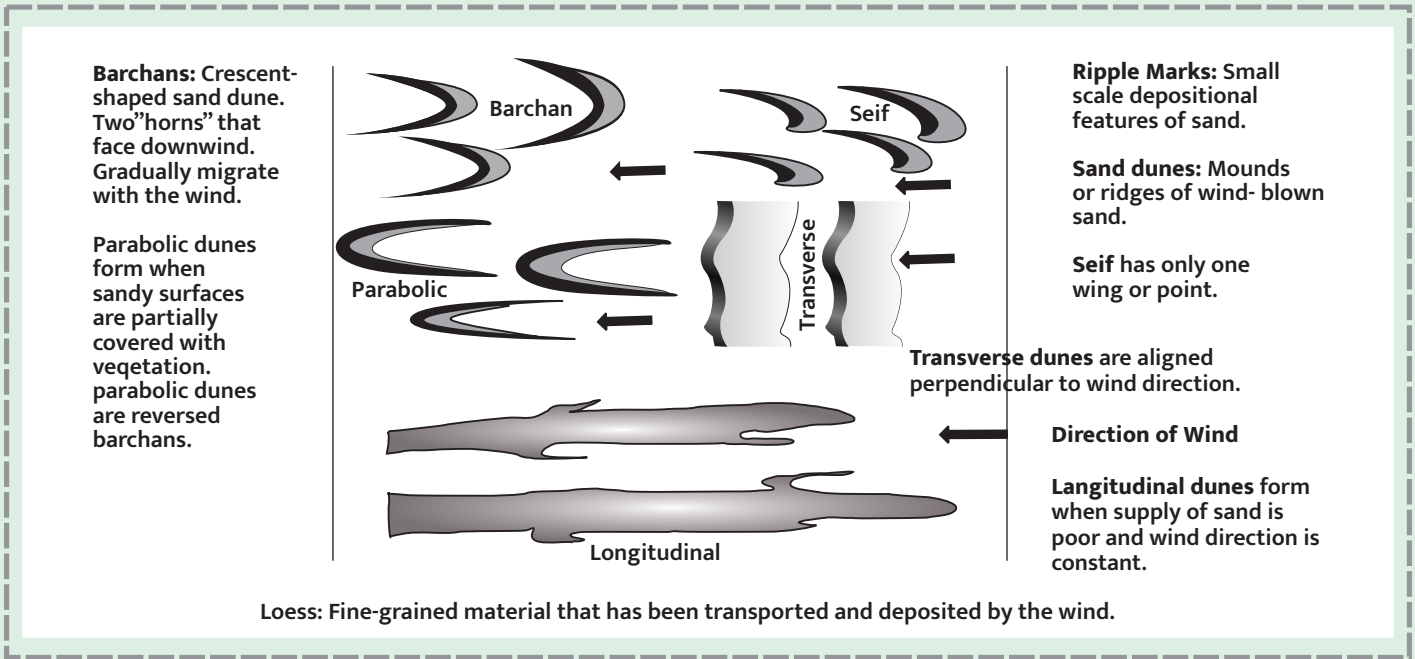 Barchans: Crescent-
shaped sand dune.
Two”horns” that
face downwind.
Gradually migrate
with the wind.
Parabolic dunes
form when
sandy surfaces
are partially
covered with
veqetation.
parabolic dunes
are reversed
barchans.
Barchan
Seif
Parabolic
Transverse
Longitudinal
Ripple Marks: Small
scale depositional
features of sand.
Sand dunes: Mounds
or ridges of wind- blown
sand.
Seif has only one
wing or point.
Transverse dunes are aligned
perpendicular to wind direction.
Direction of Wind
Langitudinal dunes form
when supply of sand is
poor and wind direction is
constant.
Loess: Fine-grained material that has been transported and deposited by the wind.